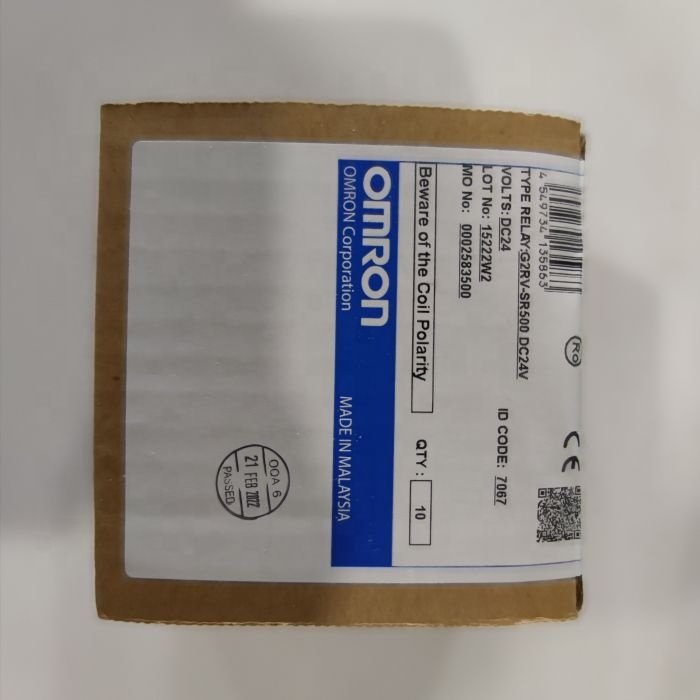 4 549734 135863
TYPE RELAY:G2RV-SR500 DC24V
VOLTS: DC24
ID CODE: 7067
LOT No: 15222W2
MO No: 0002583500
Beware of the Coil Polarity
QTY : 10
OMRON
OMRON Corporation
MADE IN MALAYSIA
CE
OQA 6
21 FEB 2022
PASSED